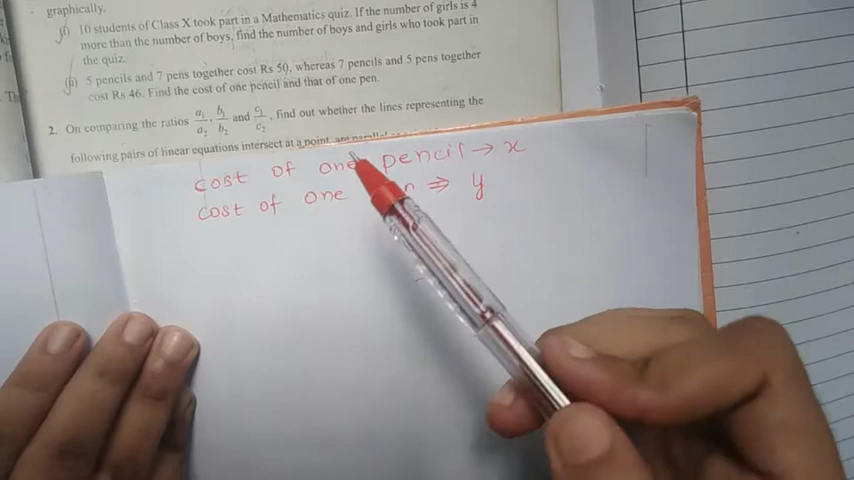 graphically.
(i) 10 students of Class X took part in a Mathematics quiz. If the number of girls is 4
more than the number of boys, find the number of boys and girls who took part in
the quiz.
(ii) 5 pencils and 7 pens together cost Rs 50, whereas 7 pencils and 5 pens together
cost Rs 46. Find the cost of one pencil and that of one pen.
2. On comparing the ratios a₁/a₂, b₁/b₂ and c₁/c₂, find out whether the lines representing the
following pairs of linear equations intersect at a point, are parallel
cost of one pencil → x
cost of one n ⇒ y